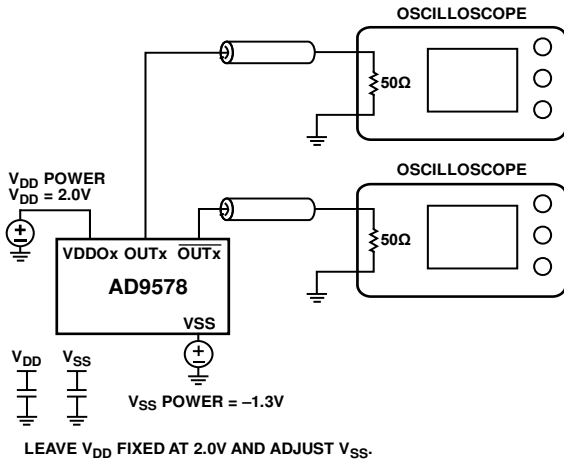 OSCILLOSCOPE
50Ω
OSCILLOSCOPE
50Ω
VDD POWER
VDD = 2.0V
VDDOx OUTx OUTx
AD9578
VSS
VDD VSS
VSS POWER = –1.3V
LEAVE VDD FIXED AT 2.0V AND ADJUST VSS.